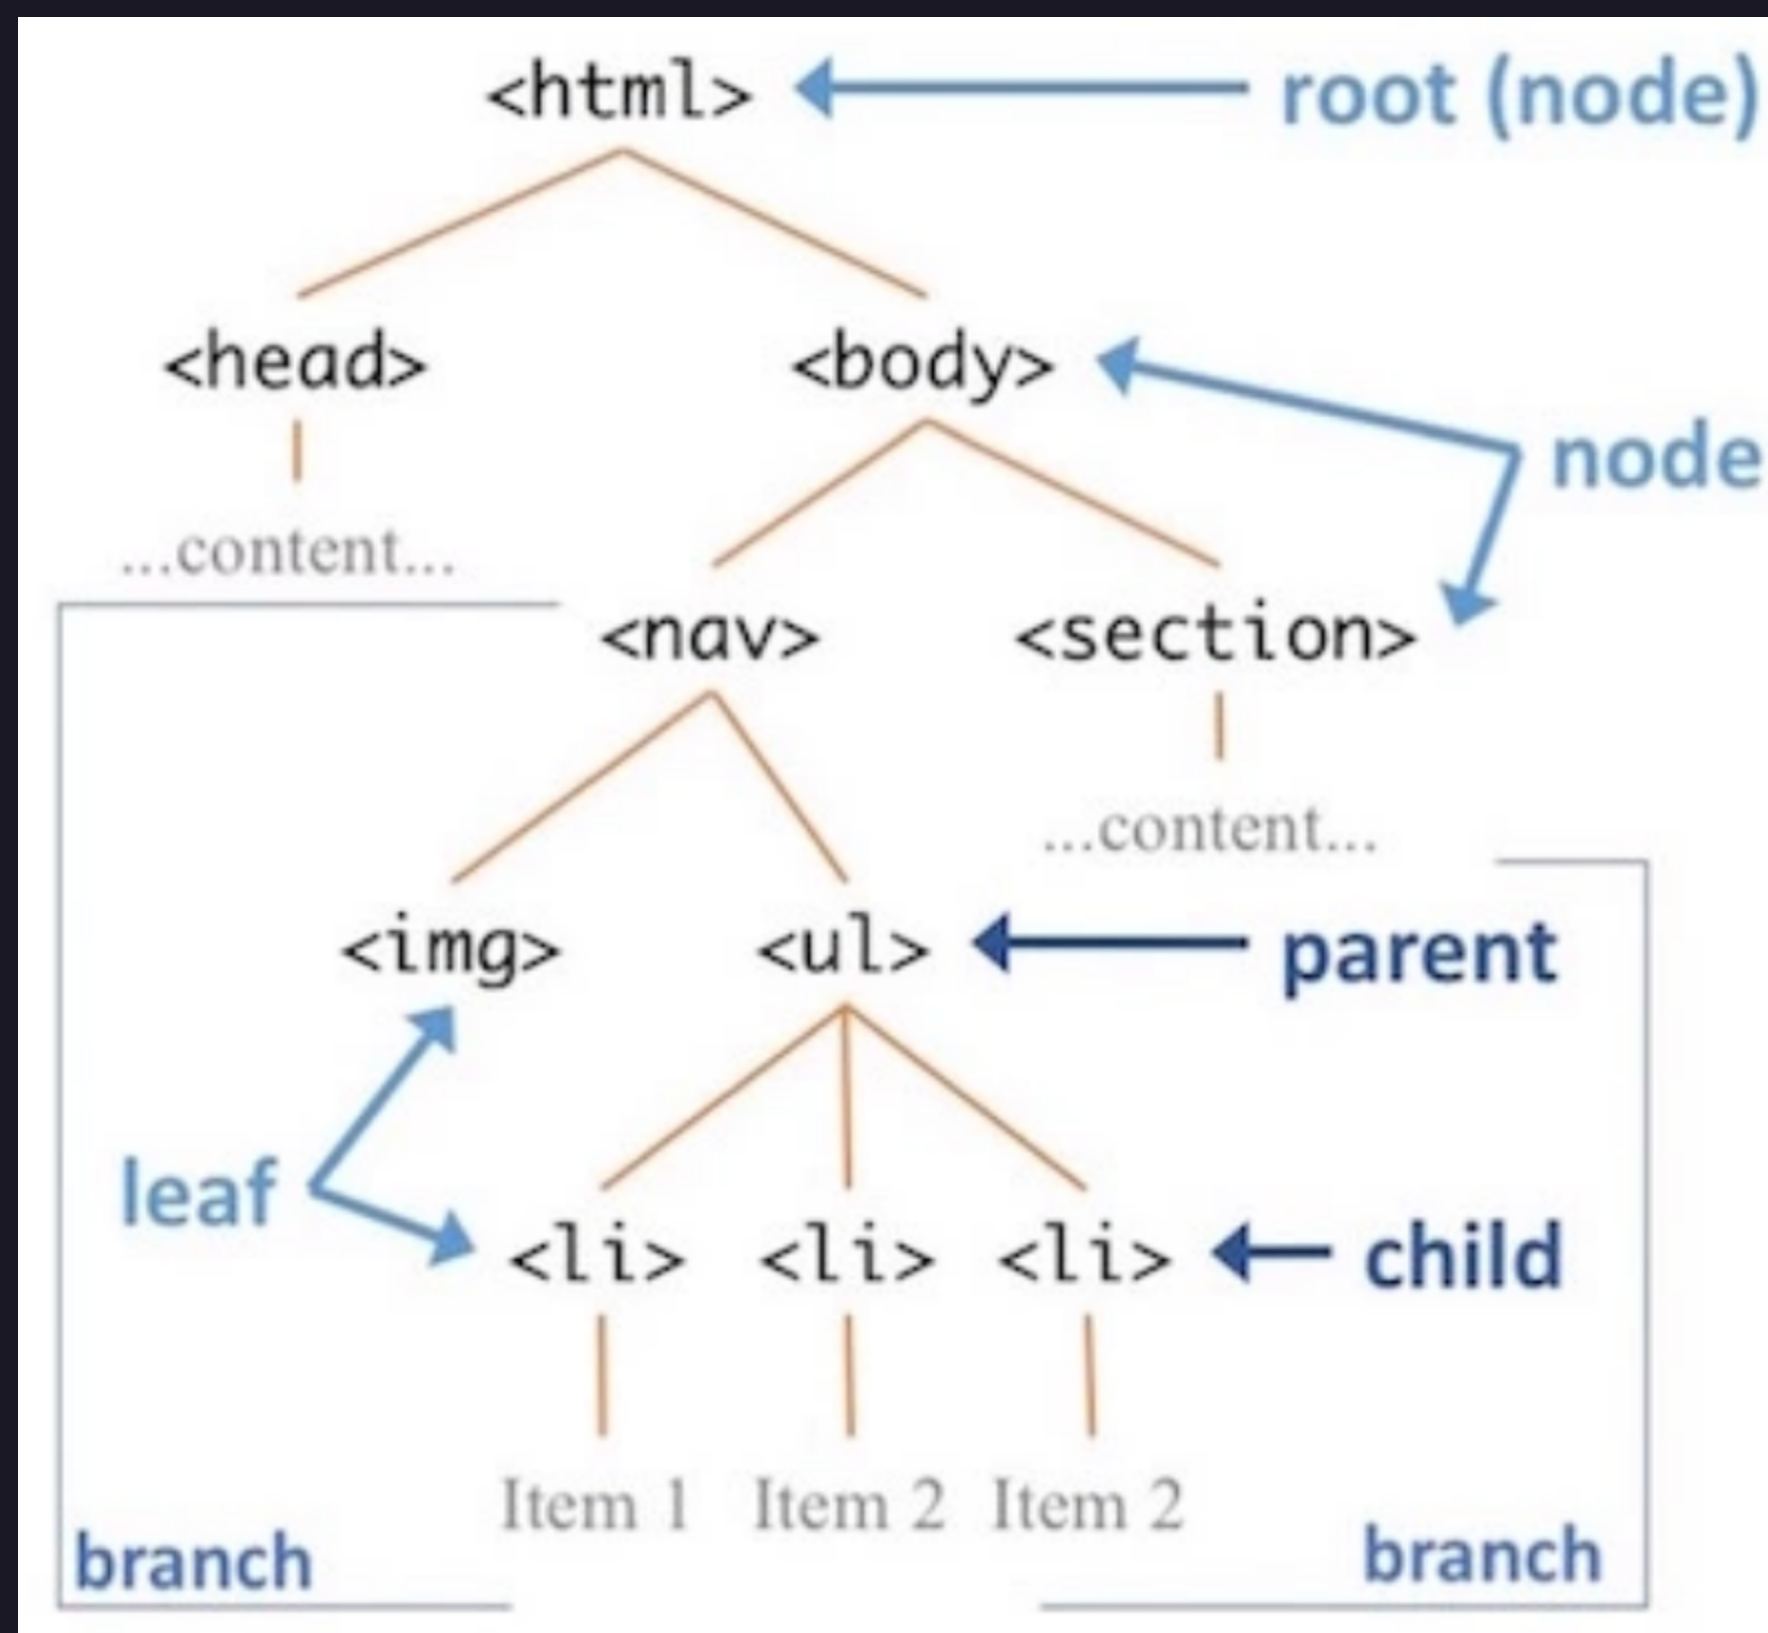 <html> root (node)
<head> <body>
node
...content...
<nav> <section>
...content...
<img> <ul> parent
leaf
<li> <li> <li> child
Item 1 Item 2 Item 2
branch branch